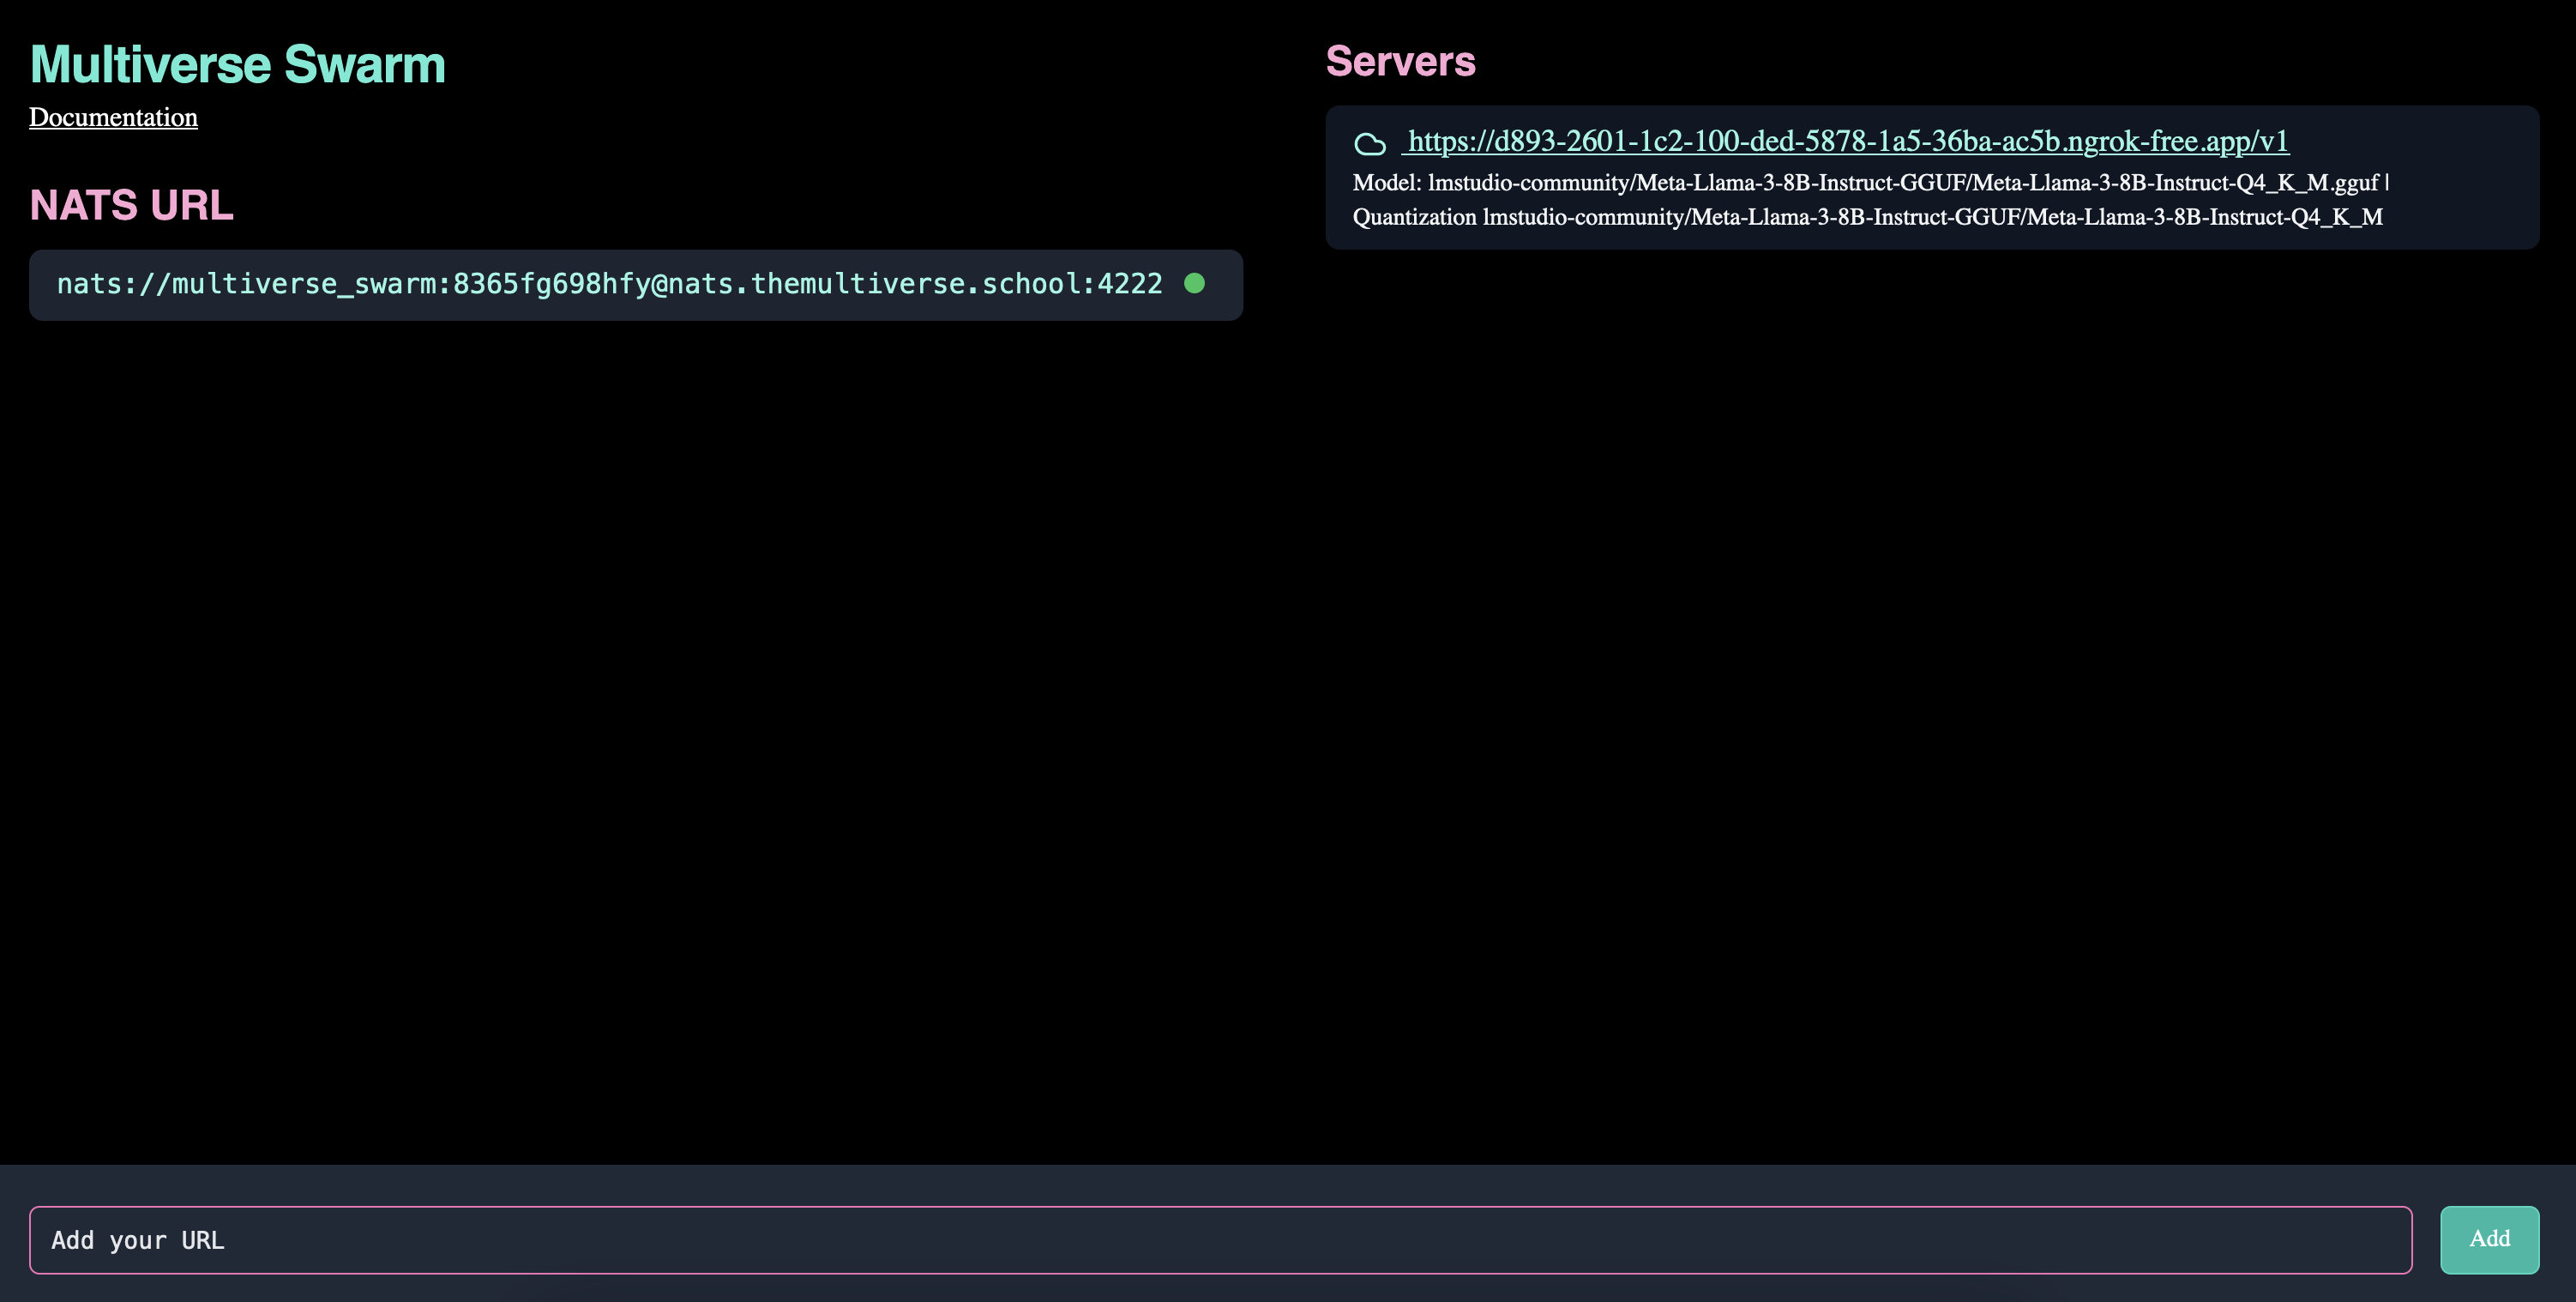 Multiverse Swarm
Documentation
NATS URL
nats://multiverse_swarm:8365fg698hfy@nats.themultiverse.school:4222
Servers
https://d893-2601-1c2-100-ded-5878-1a5-36ba-ac5b.ngrok-free.app/v1
Model: lmstudio-community/Meta-Llama-3-8B-Instruct-GGUF/Meta-Llama-3-8B-Instruct-Q4_K_M.gguf |
Quantization lmstudio-community/Meta-Llama-3-8B-Instruct-GGUF/Meta-Llama-3-8B-Instruct-Q4_K_M
Add your URL
Add